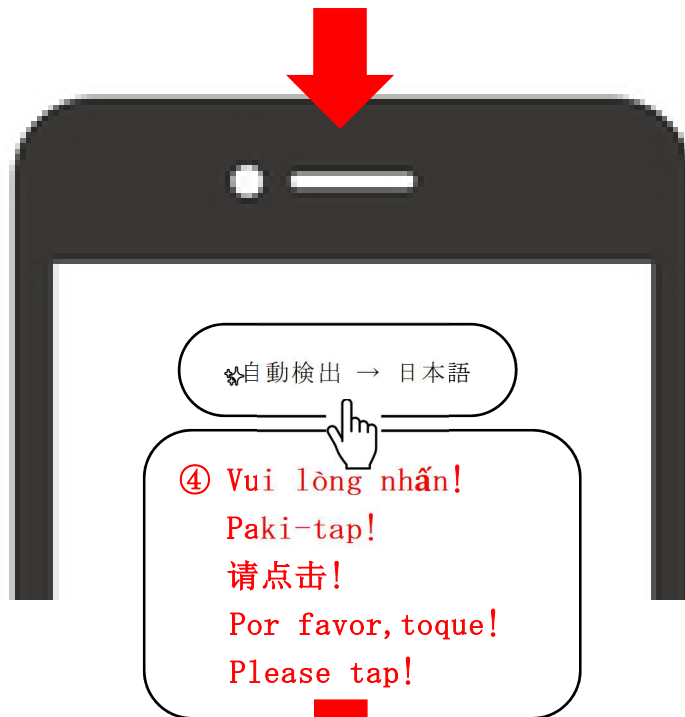 自動検出 → 日本語
④ Vui lòng nhấn!
Paki-tap!
请点击!
Por favor,toque!
Please tap!